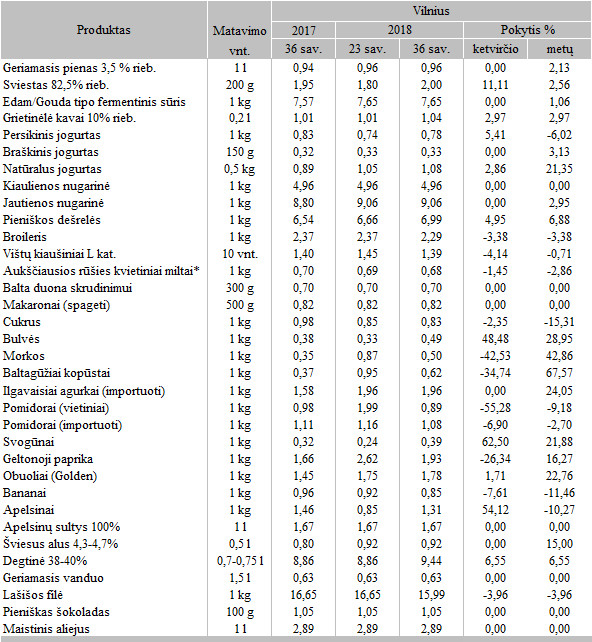 Produktas Matavimo vnt. Vilnius
2017 2018 Pokytis %
36 sav. 23 sav. 36 sav. ketvirčio metų
Geriamasis pienas 3,5 % rieb. 1 l 0,94 0,96 0,96 0,00 2,13
Sviestas 82,5% rieb. 200 g 1,95 1,80 2,00 11,11 2,56
Edam/Gouda tipo fermentinis sūris 1 kg 7,57 7,65 7,65 0,00 1,06
Grietinėlė kavai 10% rieb. 0,2 l 1,01 1,01 1,04 2,97 2,97
Persikinis jogurtas 1 kg 0,83 0,74 0,78 5,41 -6,02
Braškinis jogurtas 150 g 0,32 0,33 0,33 0,00 3,13
Natūralus jogurtas 0,5 kg 0,89 1,05 1,08 2,86 21,35
Kiaulienos nugarinė 1 kg 4,96 4,96 4,96 0,00 0,00
Jautienos nugarinė 1 kg 8,80 9,06 9,06 0,00 2,95
Pieniškos dešrelės 1 kg 6,54 6,66 6,99 4,95 6,88
Broileris 1 kg 2,37 2,37 2,29 -3,38 -3,38
Vištų kiaušiniai L kat. 10 vnt. 1,40 1,45 1,39 -4,14 -0,71
Aukščiausios rūšies kvietiniai miltai* 1 kg 0,70 0,69 0,68 -1,45 -2,86
Balta duona skrudinimui 300 g 0,70 0,70 0,70 0,00 0,00
Makaronai (spageti) 500 g 0,82 0,82 0,82 0,00 0,00
Cukrus 1 kg 0,98 0,85 0,83 -2,35 -15,31
Bulvės 1 kg 0,38 0,33 0,49 48,48 28,95
Morkos 1 kg 0,35 0,87 0,50 -42,53 42,86
Baltagūžiai kopūstai 1 kg 0,37 0,95 0,62 -34,74 67,57
Ilgavaisiai agurkai (importuoti) 1 kg 1,58 1,96 1,96 0,00 24,05
Pomidorai (vietiniai) 1 kg 0,98 1,99 0,89 -55,28 -9,18
Pomidorai (importuoti) 1 kg 1,11 1,16 1,08 -6,90 -2,70
Svogūnai 1 kg 0,32 0,24 0,39 62,50 21,88
Geltonoji paprika 1 kg 1,66 2,62 1,93 -26,34 16,27
Obuoliai (Golden) 1 kg 1,45 1,75 1,78 1,71 22,76
Bananai 1 kg 0,96 0,92 0,85 -7,61 -11,46
Apelsinai 1 kg 1,46 0,85 1,31 54,12 -10,27
Apelsinų sultys 100% 1 l 1,67 1,67 1,67 0,00 0,00
Šviesus alus 4,3-4,7% 0,5 l 0,80 0,92 0,92 0,00 15,00
Degtinė 38-40% 0,7-0,75 l 8,86 8,86 9,44 6,55 6,55
Geriamas vanduo 1,5 l 0,63 0,63 0,63 0,00 0,00
Lašišos filė 1 kg 16,65 16,65 15,99 -3,96 -3,96
Pieniškas šokoladas 100 g 1,05 1,05 1,05 0,00 0,00
Maistinis aliejus 1 l 2,89 2,89 2,89 0,00 0,00